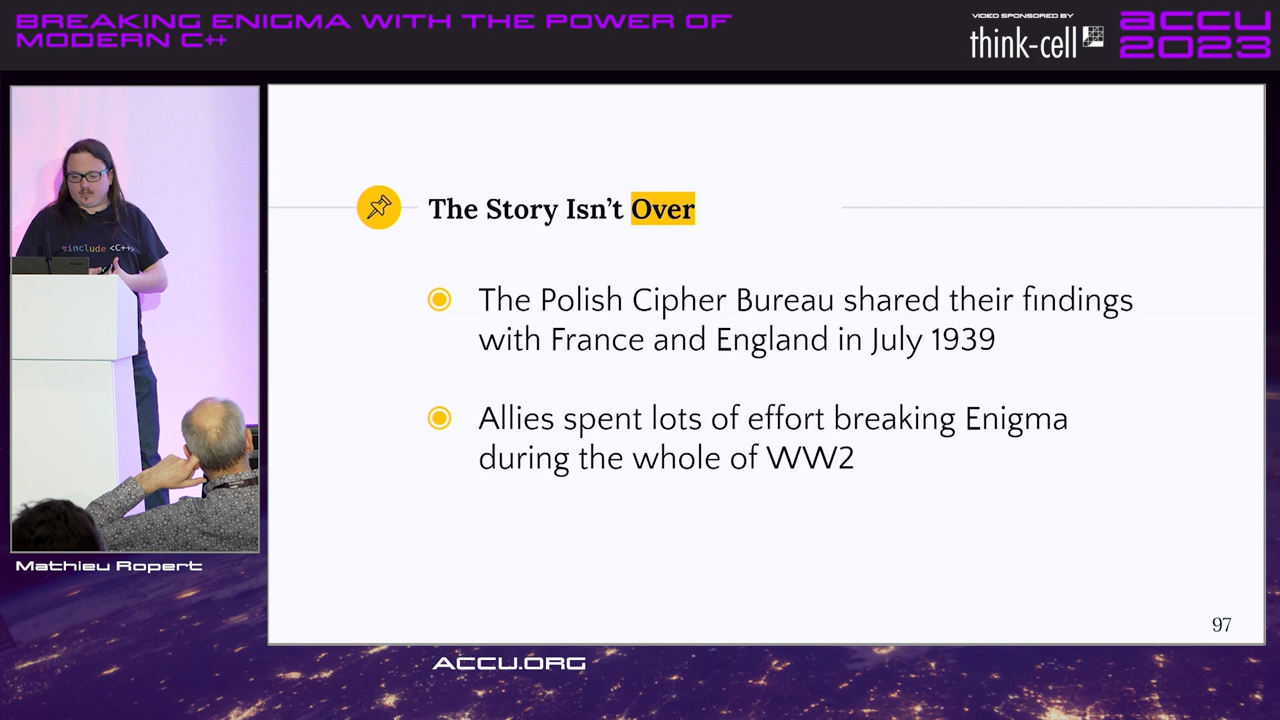 BREAKING ENIGMA WITH THE POWER OF
MODERN C++
VIDEO SPONSORED BY
think-cell
accu
2023
#include <C++>
Mathieu Ropert
The Story Isn’t Over
The Polish Cipher Bureau shared their findings
with France and England in July 1939
Allies spent lots of effort breaking Enigma
during the whole of WW2
97
ACCU.ORG